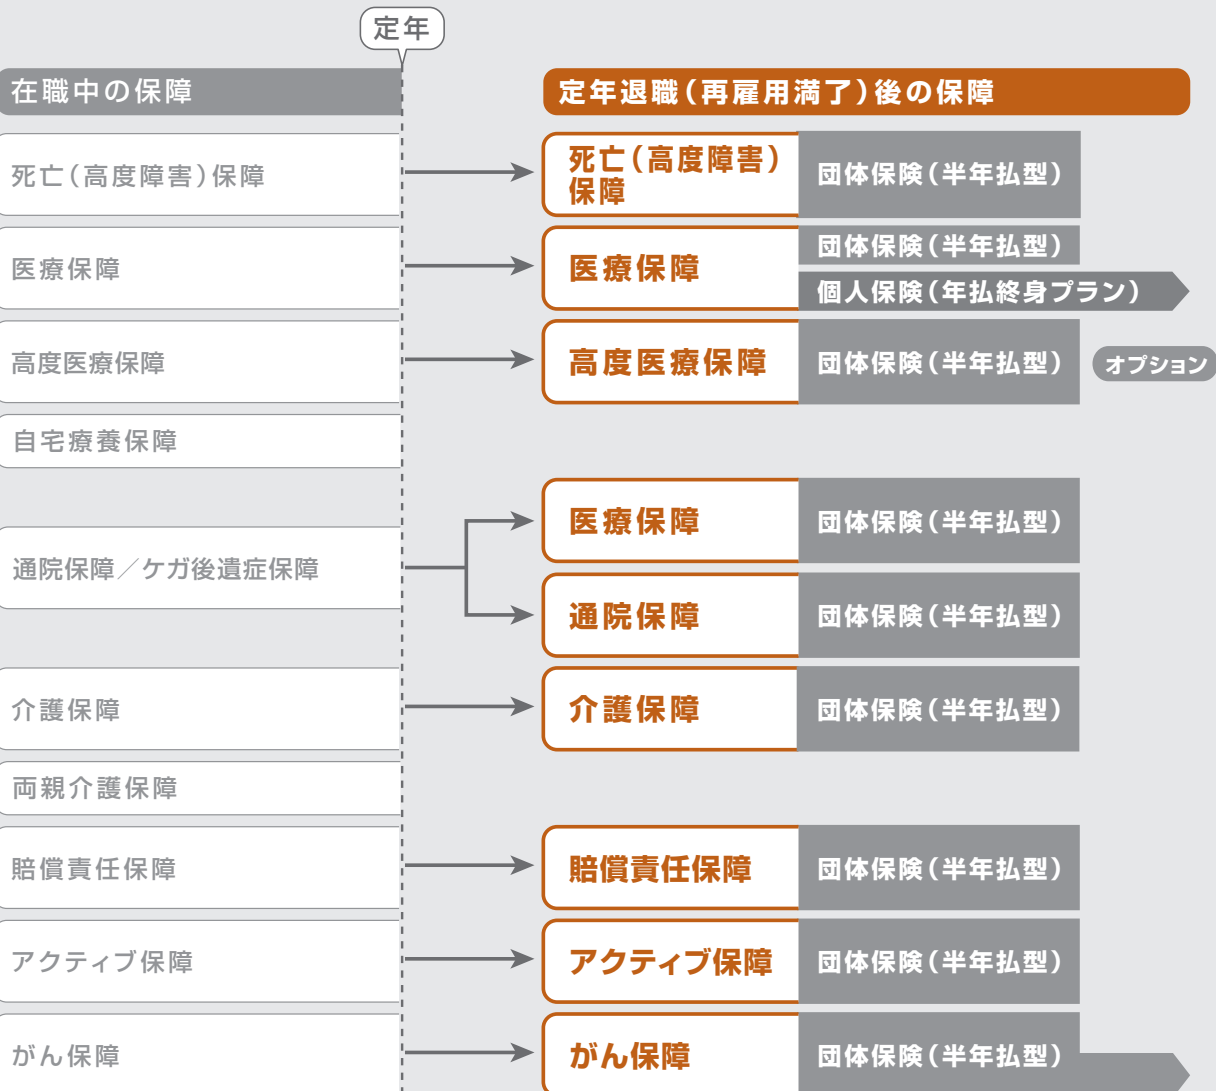 定年
在職中の保障
定年退職(再雇用満了)後の保障
死亡(高度障害)保障
死亡(高度障害)
保障
団体保険(半年払型)
医療保障
医療保障
団体保険(半年払型)
個人保険(年払終身プラン)
高度医療保障
高度医療保障
団体保険(半年払型)
オプション
自宅療養保障
通院保障/ケガ後遺症保障
医療保障
団体保険(半年払型)
通院保障
団体保険(半年払型)
介護保障
介護保障
団体保険(半年払型)
両親介護保障
賠償責任保障
賠償責任保障
団体保険(半年払型)
アクティブ保障
アクティブ保障
団体保険(半年払型)
がん保障
がん保障
団体保険(半年払型)